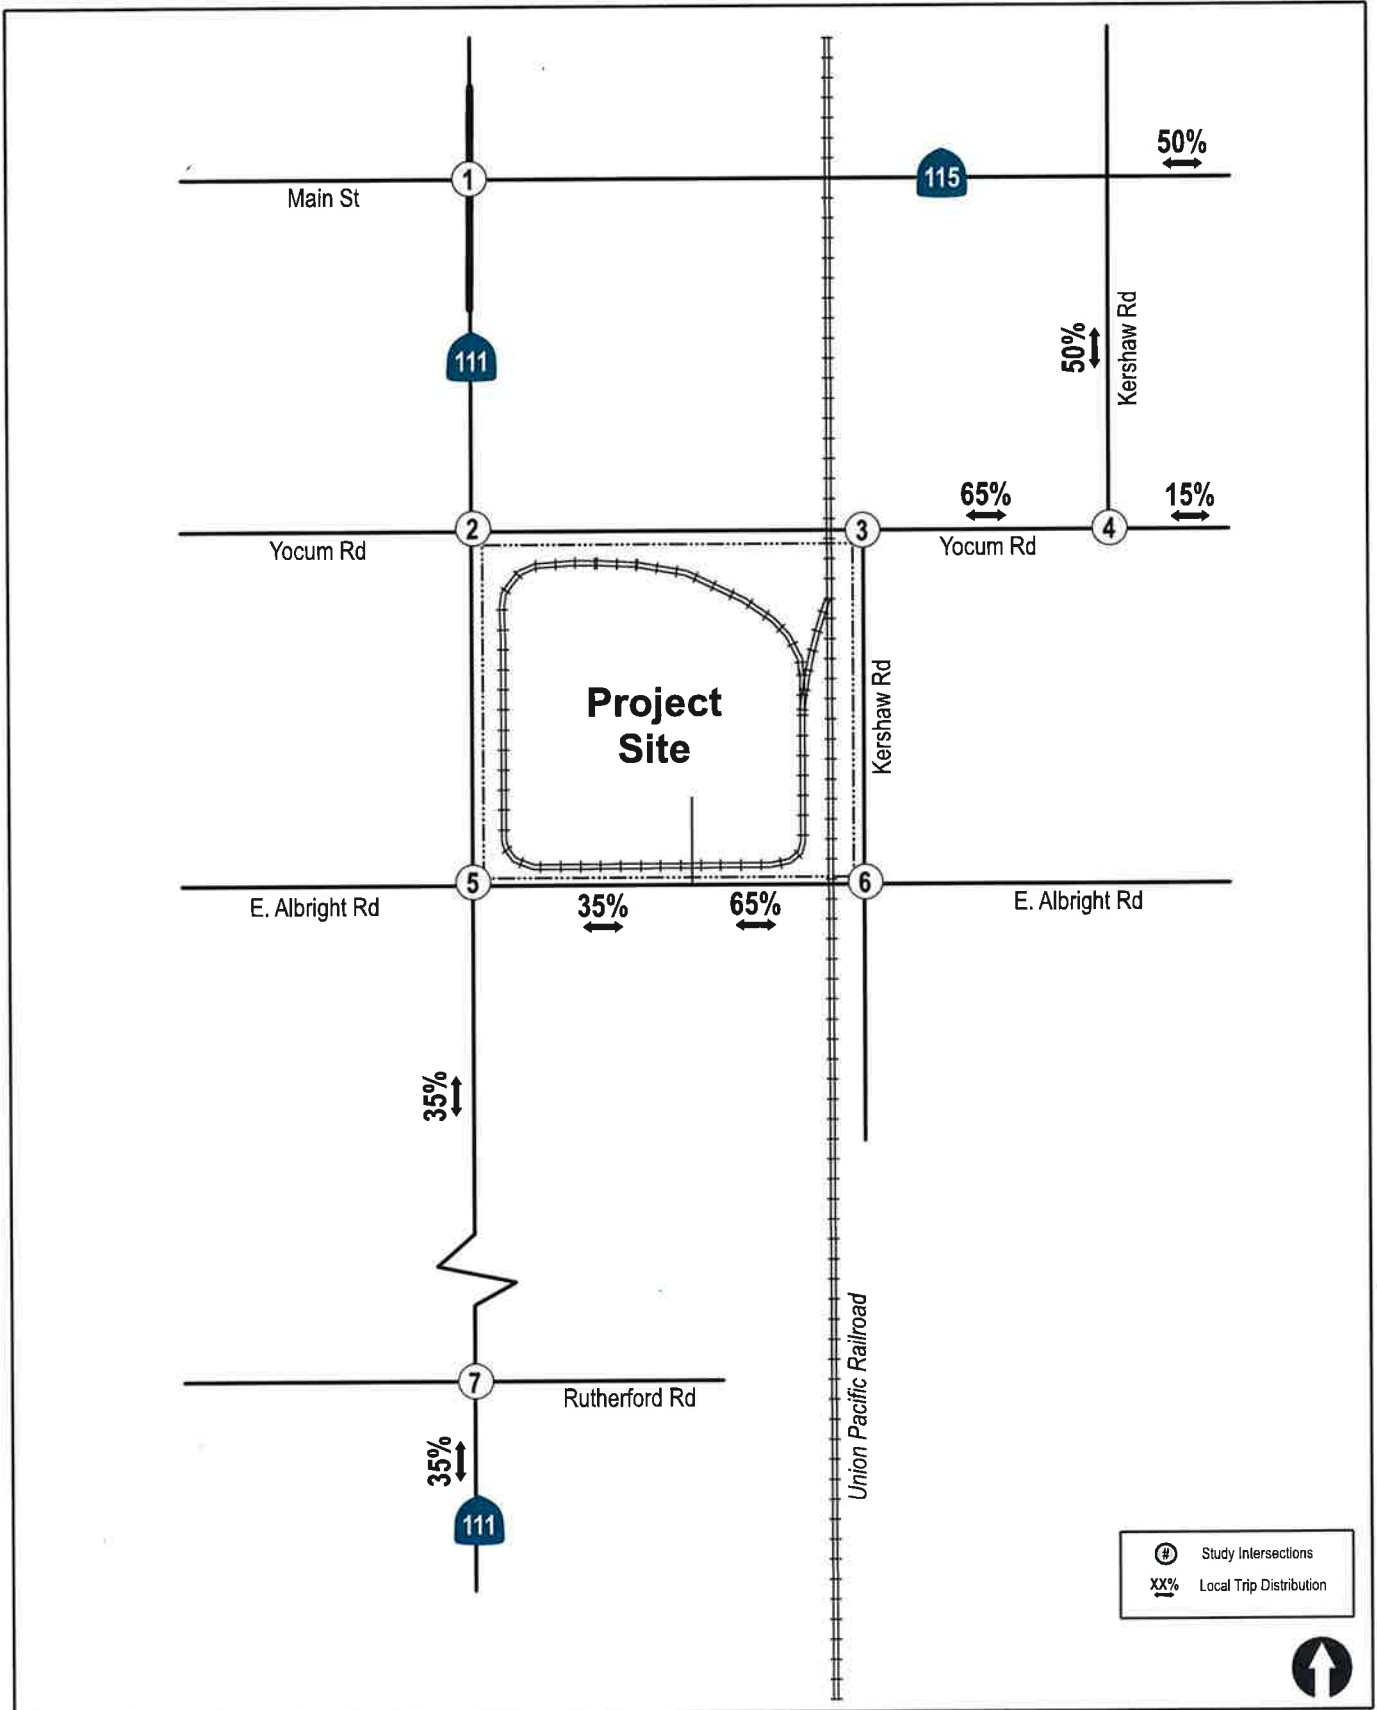 50%
1
115
Main St
111
50%
Kershaw Rd
65%
15%
2
3
4
Yocum Rd
Yocum Rd
Project
Site
Kershaw Rd
5
6
E. Albright Rd
35%
65%
E. Albright Rd
35%
Union Pacific Railroad
7
Rutherford Rd
35%
111
# Study Intersections
XX% Local Trip Distribution